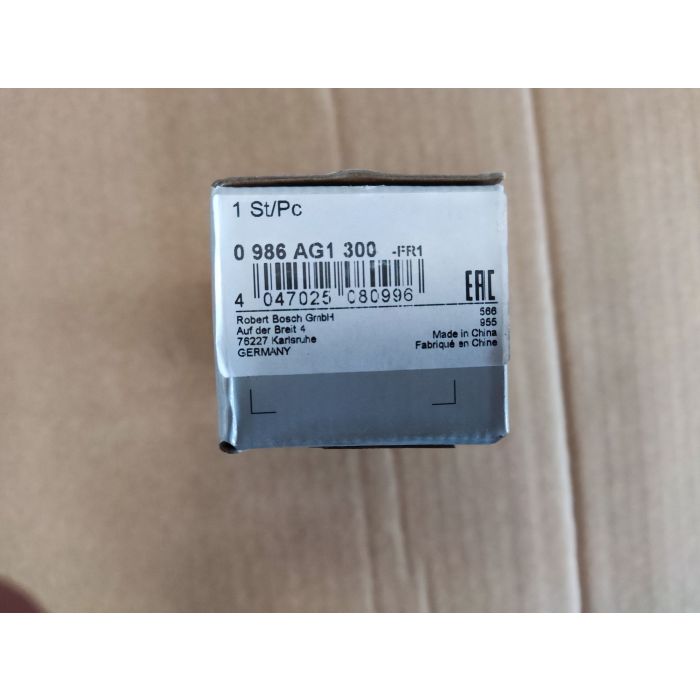 1 St/Pc
0 986 AG1 300 -FR1
4 047025 080996
EAC
Robert Bosch GmbH
Auf der Breit 4
76227 Karlsruhe
GERMANY
566
955
Made in China
Fabriqué en Chine